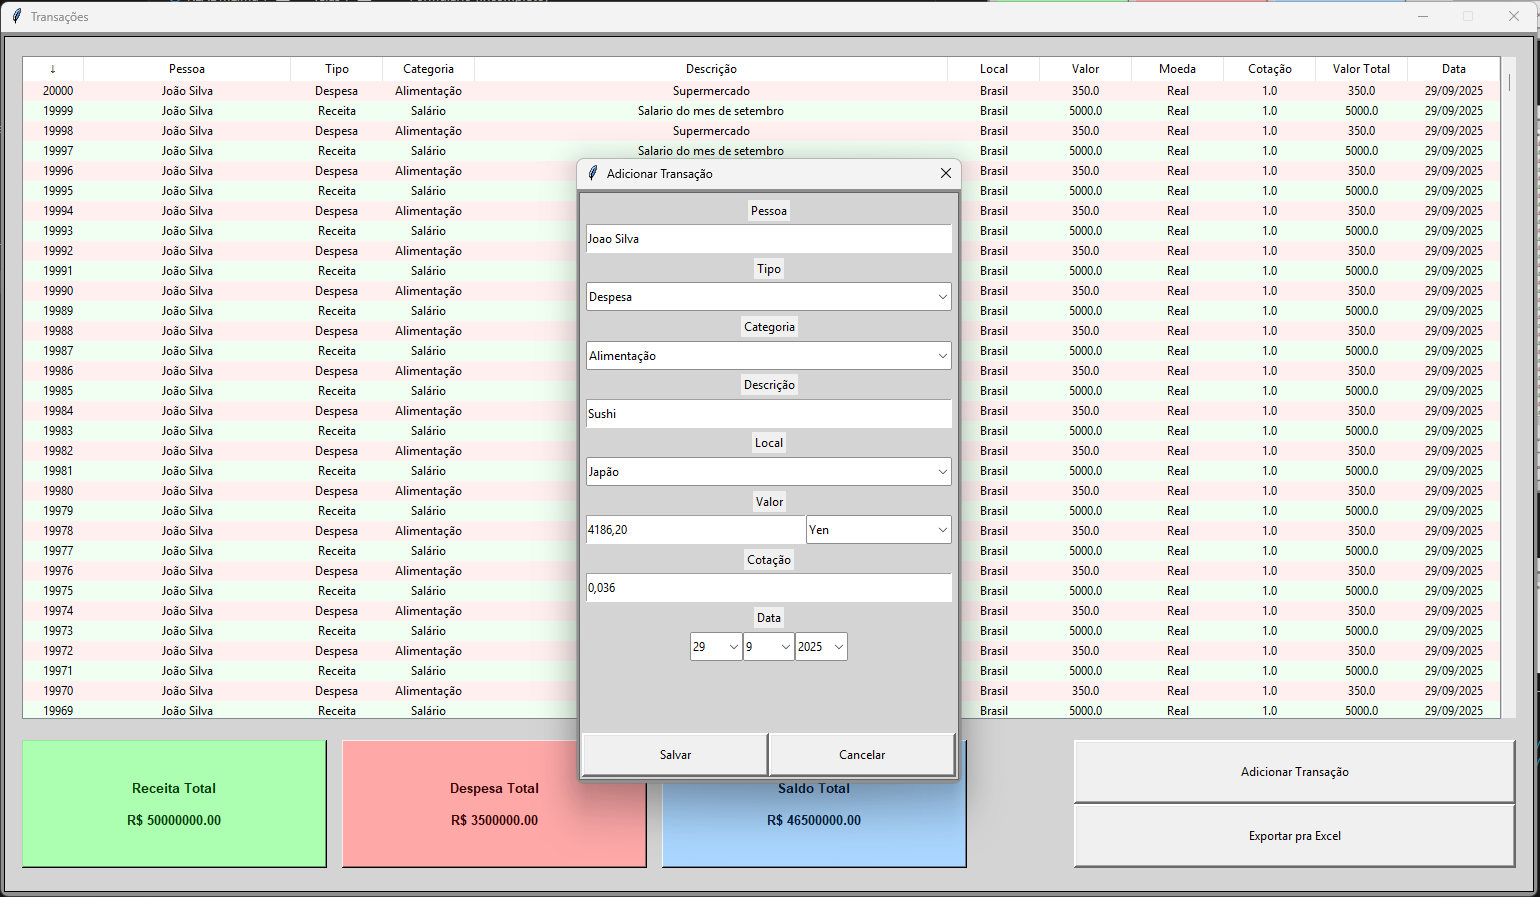 Transações
↓ Pessoa Tipo Categoria Descrição Local Valor Moeda Cotação Valor Total Data
20000 João Silva Despesa Alimentação Supermercado Brasil 350.0 Real 1.0 350.0 29/09/2025
19999 João Silva Receita Salário Salario do mes de setembro Brasil 5000.0 Real 1.0 5000.0 29/09/2025
19998 João Silva Despesa Alimentação Supermercado Brasil 350.0 Real 1.0 350.0 29/09/2025
19997 João Silva Receita Salário Salario do mes de setembro Brasil 5000.0 Real 1.0 5000.0 29/09/2025
19996 João Silva Despesa Alimentação Brasil 350.0 Real 1.0 350.0 29/09/2025
19995 João Silva Receita Salário Brasil 5000.0 Real 1.0 5000.0 29/09/2025
19994 João Silva Despesa Alimentação Brasil 350.0 Real 1.0 350.0 29/09/2025
19993 João Silva Receita Salário Brasil 5000.0 Real 1.0 5000.0 29/09/2025
19992 João Silva Despesa Alimentação Brasil 350.0 Real 1.0 350.0 29/09/2025
19991 João Silva Receita Salário Brasil 5000.0 Real 1.0 5000.0 29/09/2025
19990 João Silva Despesa Alimentação Brasil 350.0 Real 1.0 350.0 29/09/2025
19989 João Silva Receita Salário Brasil 5000.0 Real 1.0 5000.0 29/09/2025
19988 João Silva Despesa Alimentação Brasil 350.0 Real 1.0 350.0 29/09/2025
19987 João Silva Receita Salário Brasil 5000.0 Real 1.0 5000.0 29/09/2025
19986 João Silva Despesa Alimentação Brasil 350.0 Real 1.0 350.0 29/09/2025
19985 João Silva Receita Salário Brasil 5000.0 Real 1.0 5000.0 29/09/2025
19984 João Silva Despesa Alimentação Brasil 350.0 Real 1.0 350.0 29/09/2025
19983 João Silva Receita Salário Brasil 5000.0 Real 1.0 5000.0 29/09/2025
19982 João Silva Despesa Alimentação Brasil 350.0 Real 1.0 350.0 29/09/2025
19981 João Silva Receita Salário Brasil 5000.0 Real 1.0 5000.0 29/09/2025
19980 João Silva Despesa Alimentação Brasil 350.0 Real 1.0 350.0 29/09/2025
19979 João Silva Receita Salário Brasil 5000.0 Real 1.0 5000.0 29/09/2025
19978 João Silva Despesa Alimentação Brasil 350.0 Real 1.0 350.0 29/09/2025
19977 João Silva Receita Salário Brasil 5000.0 Real 1.0 5000.0 29/09/2025
19976 João Silva Despesa Alimentação Brasil 350.0 Real 1.0 350.0 29/09/2025
19975 João Silva Receita Salário Brasil 5000.0 Real 1.0 5000.0 29/09/2025
19974 João Silva Despesa Alimentação Brasil 350.0 Real 1.0 350.0 29/09/2025
19973 João Silva Receita Salário Brasil 5000.0 Real 1.0 5000.0 29/09/2025
19972 João Silva Despesa Alimentação Brasil 350.0 Real 1.0 350.0 29/09/2025
19971 João Silva Receita Salário Brasil 5000.0 Real 1.0 5000.0 29/09/2025
19970 João Silva Despesa Alimentação Brasil 350.0 Real 1.0 350.0 29/09/2025
19969 João Silva Receita Salário Brasil 5000.0 Real 1.0 5000.0 29/09/2025
Adicionar Transação
Pessoa
Joao Silva
Tipo
Despesa
Categoria
Alimentação
Descrição
Sushi
Local
Japão
Valor
4186,20 Yen
Cotação
0,036
Data
29 9 2025
Salvar Cancelar
Receita Total
R$ 50000000.00
Despesa Total
R$ 3500000.00
Saldo Total
R$ 46500000.00
Adicionar Transação
Exportar pra Excel